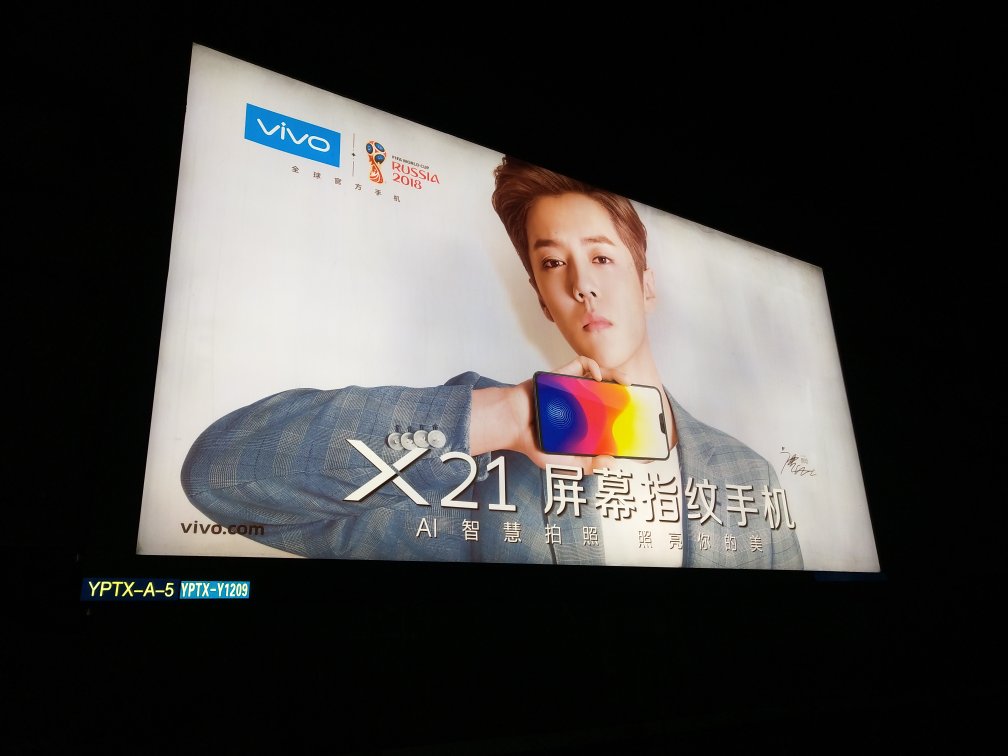 vivo
FIFA WORLD CUP
RUSSIA
2018
全球官方手机
X21 屏幕指纹手机
AI 智慧拍照 照亮你的美
vivo.com
YPTX-A-5 YPTX-Y1209